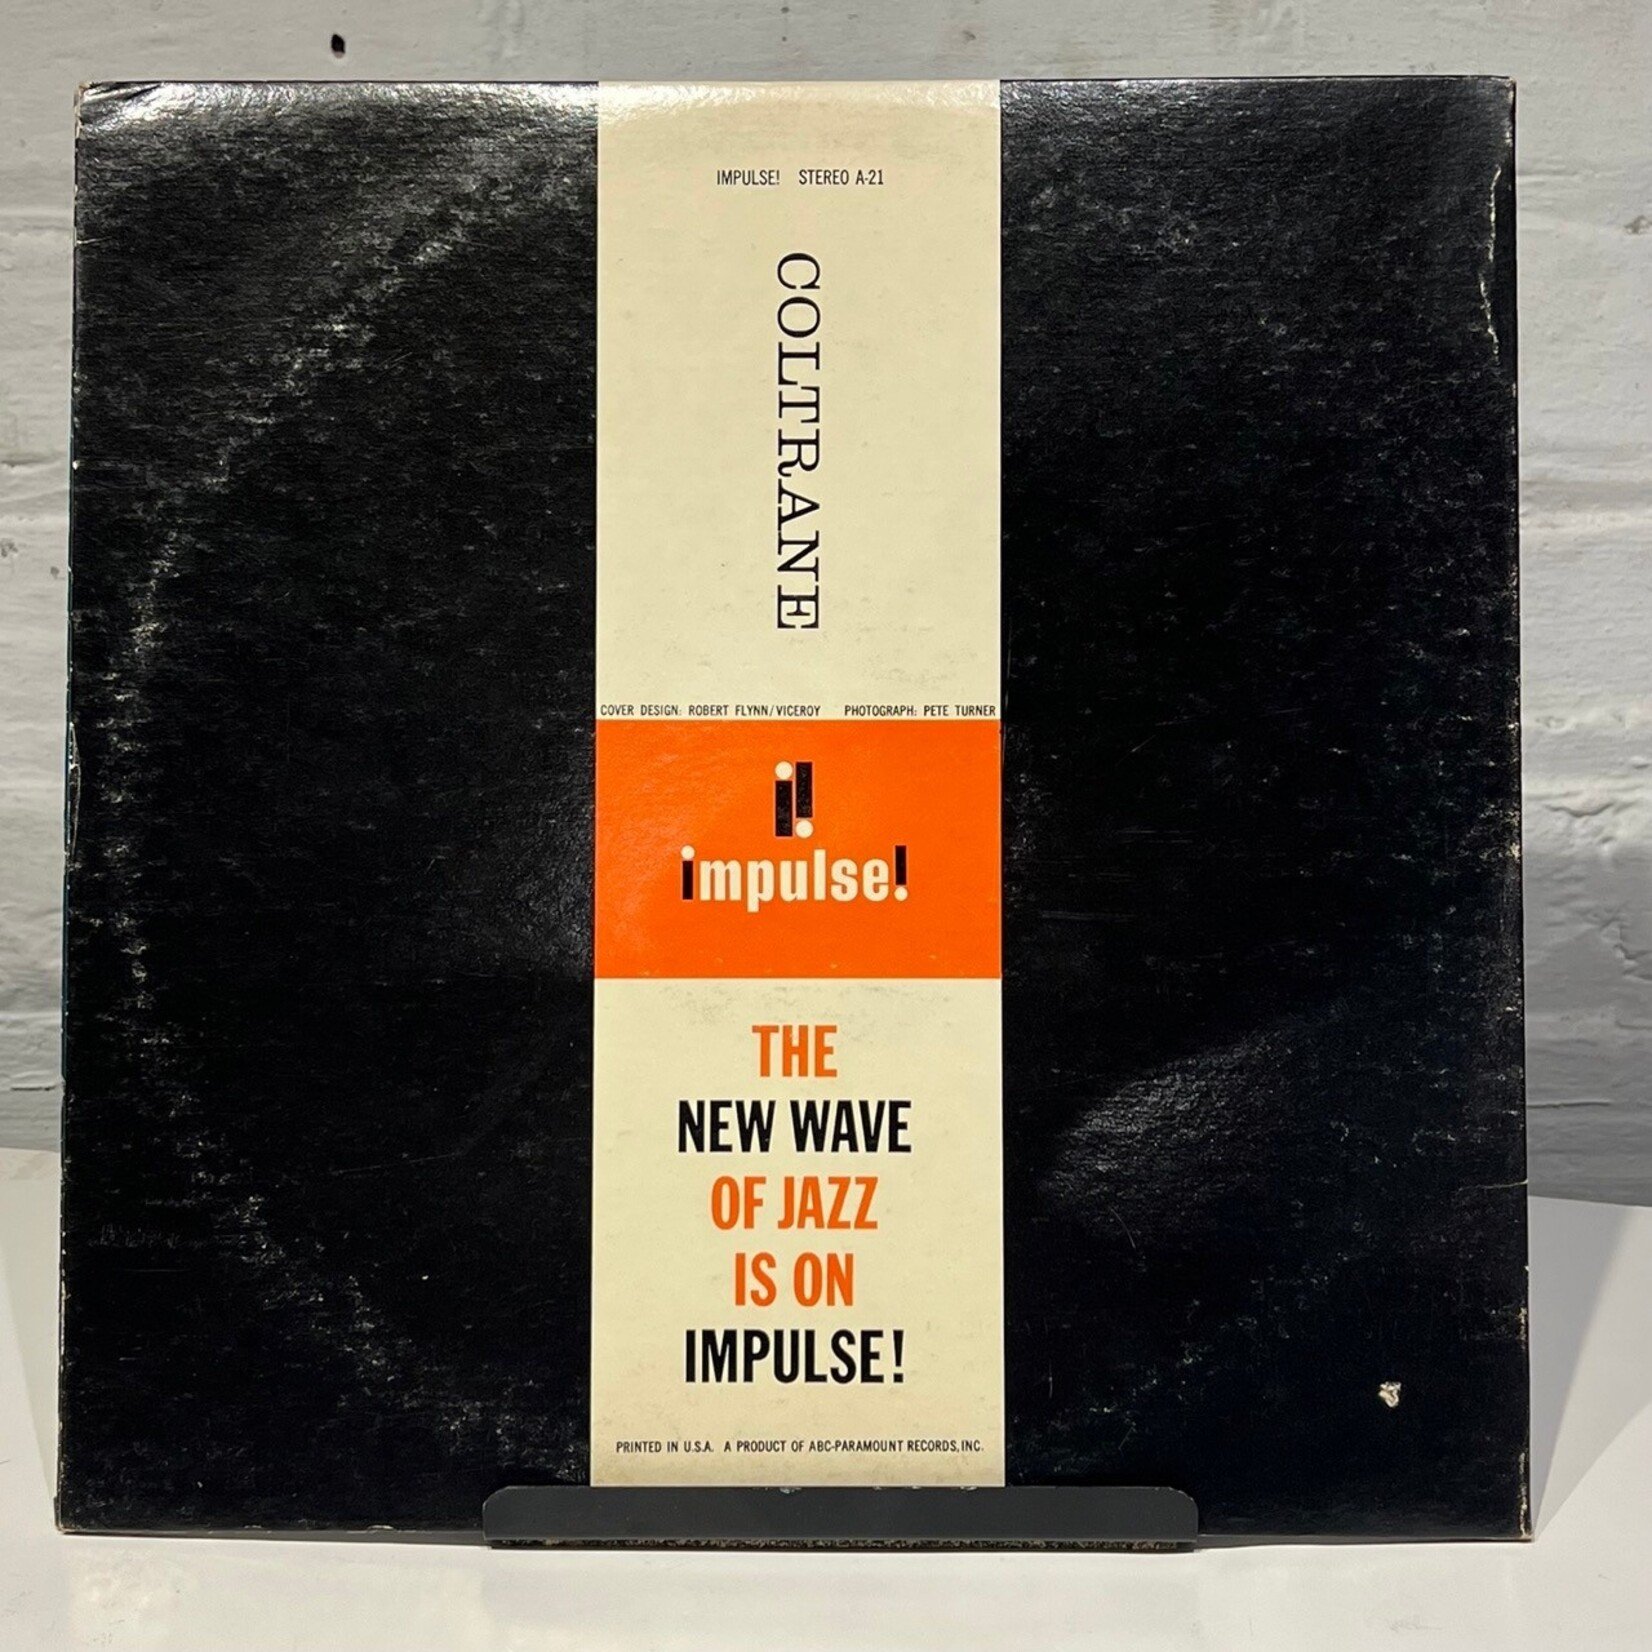 IMPULSE! STEREO A-21
COLTRANE
COVER DESIGN: ROBERT FLYNN/VICEROY PHOTOGRAPH: PETE TURNER
impulse!
THE
NEW WAVE
OF JAZZ
IS ON
IMPULSE!
PRINTED IN U.S.A. A PRODUCT OF ABC-PARAMOUNT RECORDS, INC.